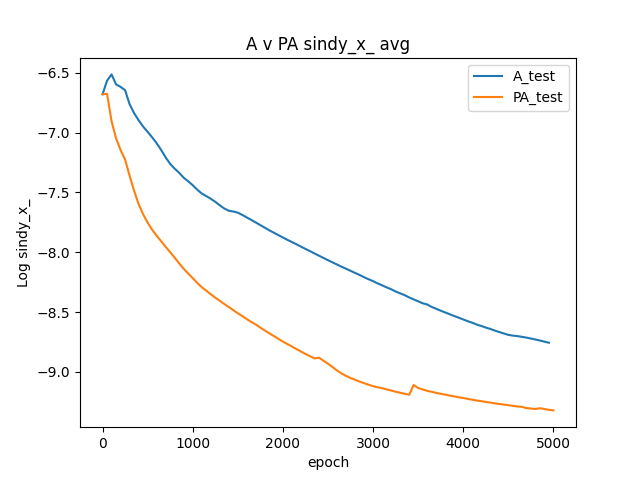 A v PA sindy_x_ avg
A_test
PA_test
−6.5
−7.0
−7.5
−8.0
−8.5
−9.0
Log sindy_x_
0 1000 2000 3000 4000 5000
epoch